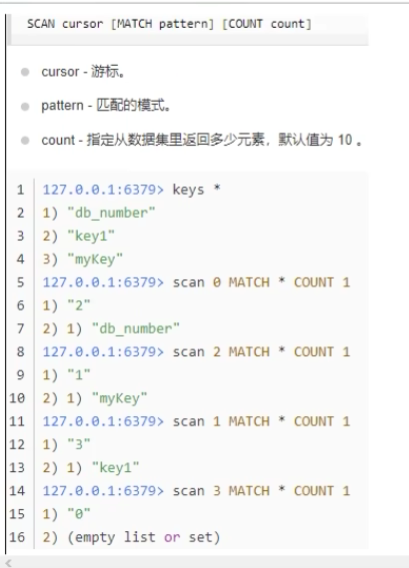 SCAN cursor [MATCH pattern] [COUNT count]
cursor - 游标。
pattern - 匹配的模式。
count - 指定从数据集里返回多少元素，默认值为 10 。
1 127.0.0.1:6379> keys *
2 1) "db_number"
3 2) "key1"
4 3) "myKey"
5 127.0.0.1:6379> scan 0 MATCH * COUNT 1
6 1) "2"
7 2) 1) "db_number"
8 127.0.0.1:6379> scan 2 MATCH * COUNT 1
9 1) "1"
10 2) 1) "myKey"
11 127.0.0.1:6379> scan 1 MATCH * COUNT 1
12 1) "3"
13 2) 1) "key1"
14 127.0.0.1:6379> scan 3 MATCH * COUNT 1
15 1) "0"
16 2) (empty list or set)